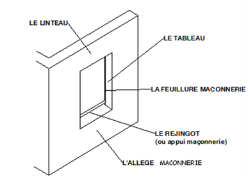 LE LINTEAU
LE TABLEAU
LA FEUILLURE MACONNERIE
LE REJINGOT
(ou appui maçonnerie)
L'ALLEGE MACONNERIE